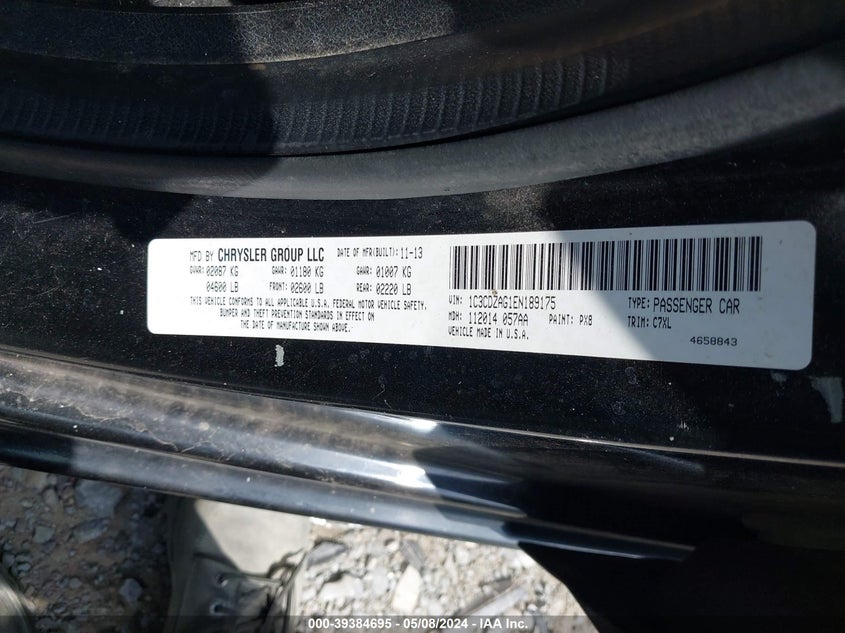 MFD BY CHRYSLER GROUP LLC DATE OF MFR(BUILT): 11-13
GVWR: 02087 KG GAWR: 01180 KG GAWR: 01007 KG
04600 LB FRONT: 02600 LB REAR: 02220 LB
THIS VEHICLE CONFORMS TO ALL APPLICABLE U.S.A. FEDERAL MOTOR VEHICLE SAFETY,
BUMPER AND THEFT PREVENTION STANDARDS IN EFFECT ON
THE DATE OF MANUFACTURE SHOWN ABOVE.
VIN: 1C3CDZAG1EN189175 TYPE: PASSENGER CAR
MDH: 112014 057AA PAINT: PX8 TRIM: C7XL
VEHICLE MADE IN U.S.A.
4658843
000-39384695 - 05/08/2024 - IAA Inc.